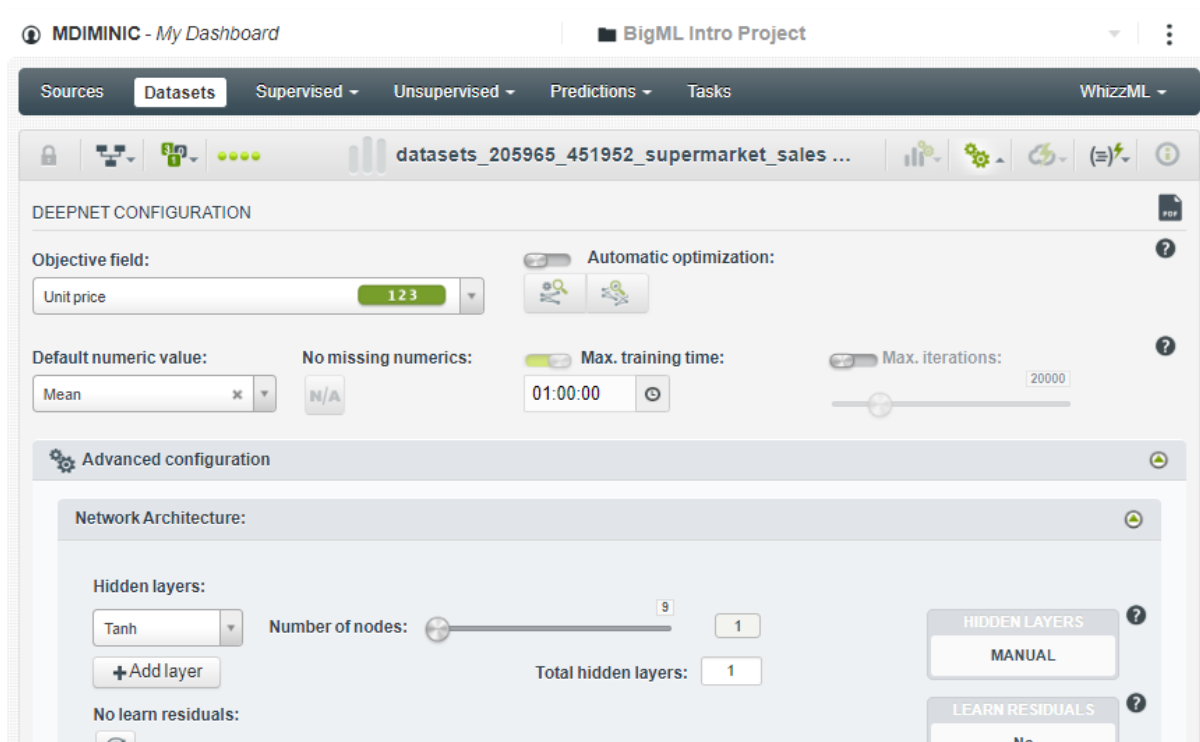 MDIMINIC - My Dashboard
BigML Intro Project
Sources Datasets Supervised Unsupervised Predictions Tasks WhizzML
datasets_205965_451952_supermarket_sales ...
DEEPNET CONFIGURATION
PDF
Objective field:
Automatic optimization:
Unit price 123
Default numeric value: No missing numerics: Max. training time: Max. iterations:
20000
Mean N/A 01:00:00
Advanced configuration
Network Architecture:
Hidden layers:
9
Tanh Number of nodes: 1
HIDDEN LAYERS
MANUAL
+Add layer Total hidden layers: 1
No learn residuals:
LEARN RESIDUALS
No